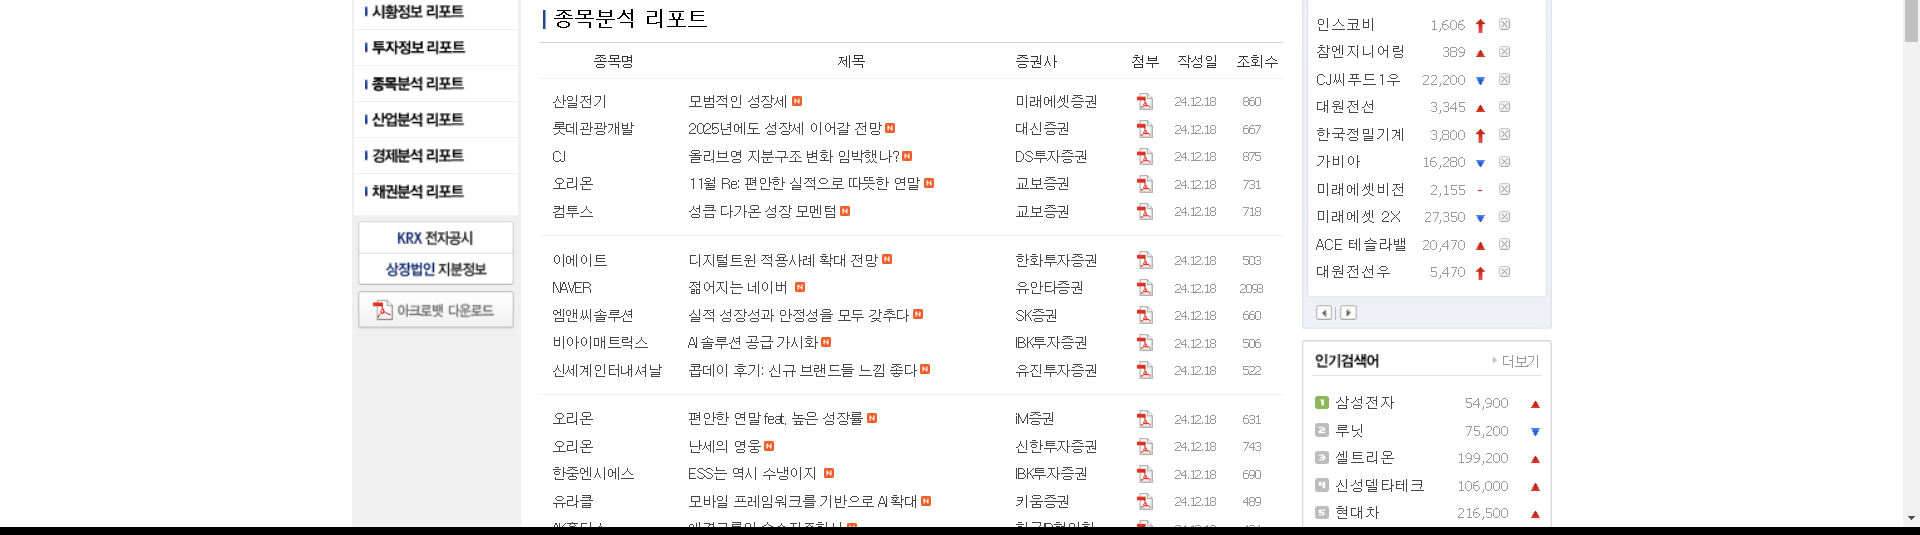 시황정보 리포트
투자정보 리포트
종목분석 리포트
산업분석 리포트
경제분석 리포트
채권분석 리포트
KRX 전자공시
상장법인 지분정보
아크로뱃 다운로드
종목분석 리포트
종목명 제목 증권사 첨부 작성일 조회수
산일전기 모범적인 성장세 N 미래에셋증권 24.12.18 860
롯데관광개발 2025년에도 성장세 이어갈 전망 N 대신증권 24.12.18 667
CJ 올리브영 지분구조 변화 임박했나? N DS투자증권 24.12.18 875
오리온 11월 Re: 편안한 실적으로 따뜻한 연말 N 교보증권 24.12.18 731
컴투스 성큼 다가온 성장 모멘텀 N 교보증권 24.12.18 718
이에이트 디지털트윈 적용사례 확대 전망 N 한화투자증권 24.12.18 503
NAVER 젊어지는 네이버 N 유안타증권 24.12.18 2093
엠앤씨솔루션 실적 성장성과 안정성을 모두 갖추다 N SK증권 24.12.18 660
비아이매트릭스 AI 솔루션 공급 가시화 N IBK투자증권 24.12.18 506
신세계인터내셔날 콥데이 후기: 신규 브랜드들 느낌 좋다 N 유진투자증권 24.12.18 522
오리온 편안한 연말 feat. 높은 성장률 N iM증권 24.12.18 631
오리온 난세의 영웅 N 신한투자증권 24.12.18 743
한중엔시에스 ESS는 역시 수냉이지 N IBK투자증권 24.12.18 690
유라클 모바일 프레임워크를 기반으로 AI 확대 N 키움증권 24.12.18 489
인스코비 1,606
참엔지니어링 389
CJ씨푸드1우 22,200
대원전선 3,345
한국정밀기계 3,800
가비아 16,280
미래에셋비전 2,155 -
미래에셋 2X 27,350
ACE 테슬라밸 20,470
대원전선우 5,470
인기검색어 더보기
1 삼성전자 54,900
2 루닛 75,200
3 셀트리온 199,200
4 신성델타테크 106,000
5 현대차 216,500